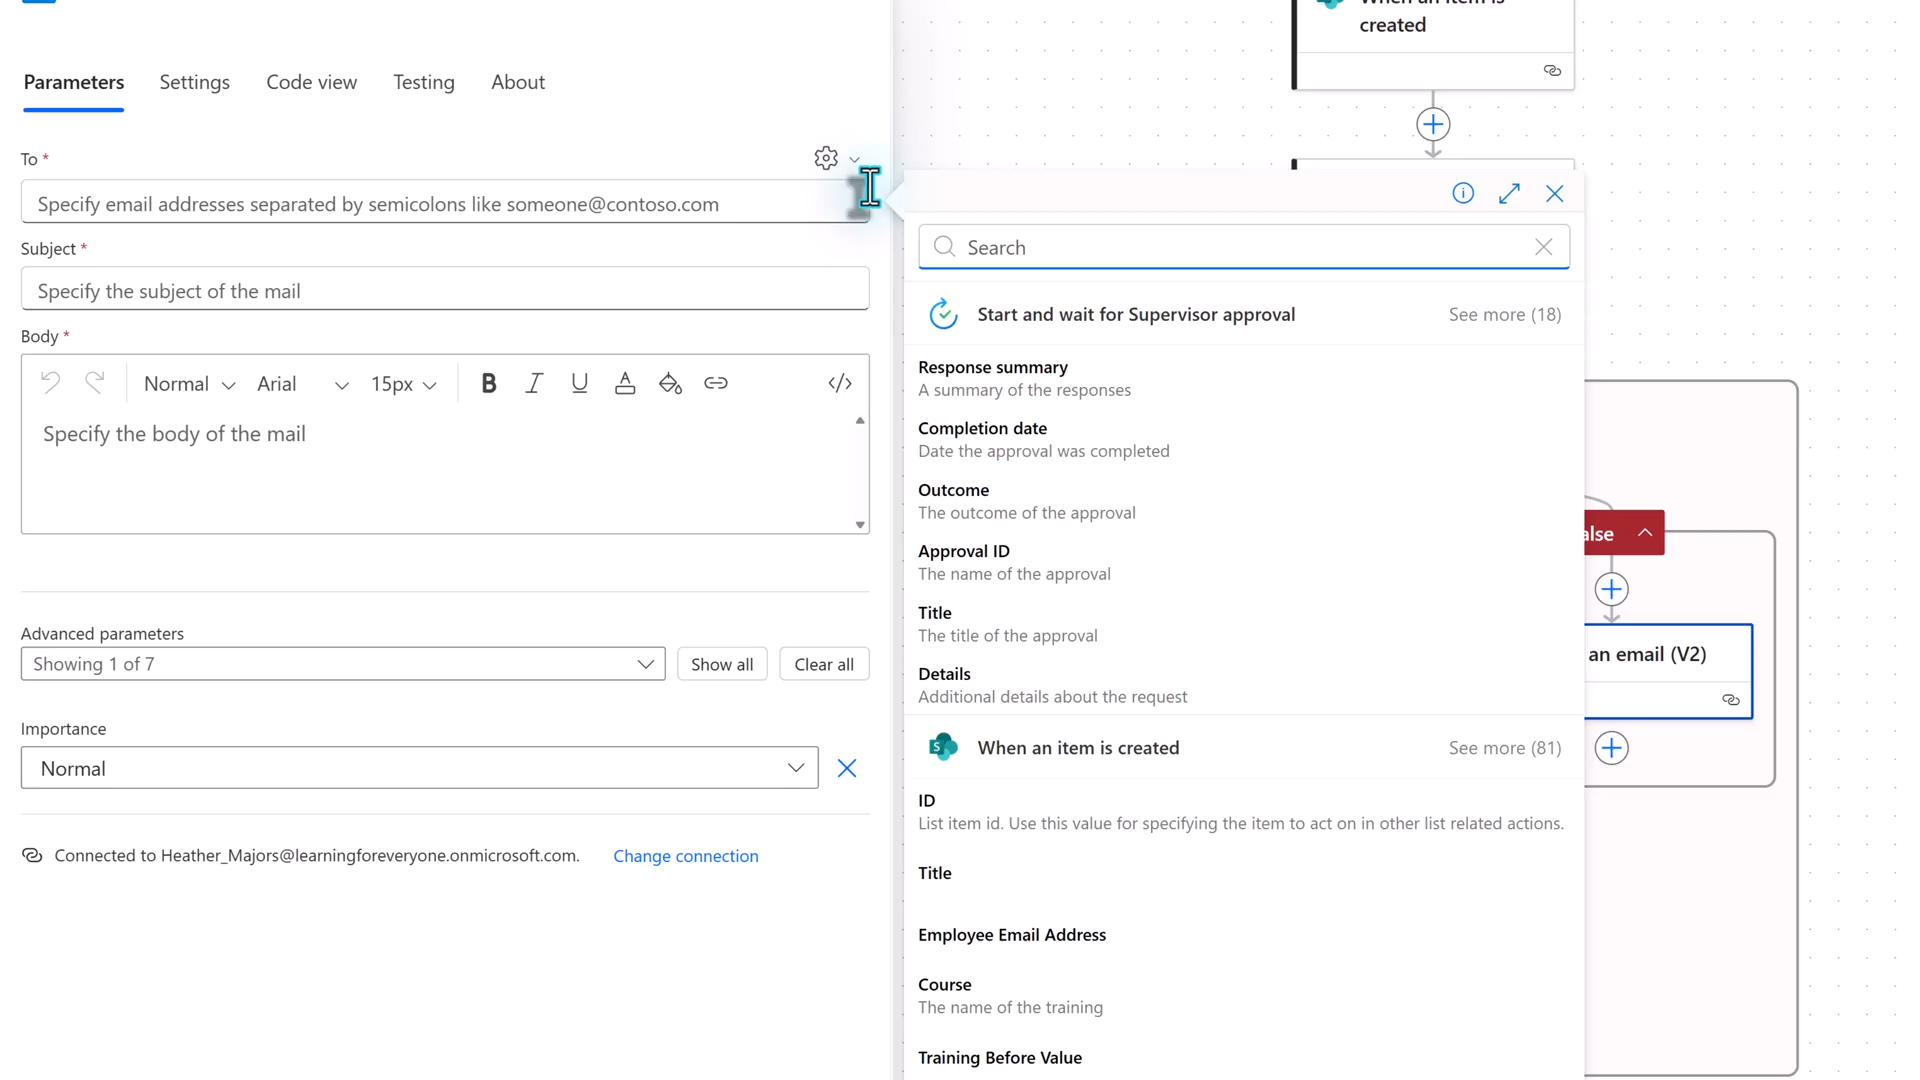 When an item is
created
Parameters
Settings
Code view
Testing
About
To *
Specify email addresses separated by semicolons like someone@contoso.com
Subject *
Specify the subject of the mail
Body *
Normal
Arial
15px
B
I
U
A
</>
Specify the body of the mail
Advanced parameters
Showing 1 of 7
Show all
Clear all
Importance
Normal
Connected to Heather_Majors@learningforeveryone.onmicrosoft.com.
Change connection
Search
Start and wait for Supervisor approval
See more (18)
Response summary
A summary of the responses
Completion date
Date the approval was completed
Outcome
The outcome of the approval
Approval ID
The name of the approval
Title
The title of the approval
Details
Additional details about the request
S
When an item is created
See more (81)
ID
List item id. Use this value for specifying the item to act on in other list related actions.
Title
Employee Email Address
Course
The name of the training
Training Before Value
alse
an email (V2)